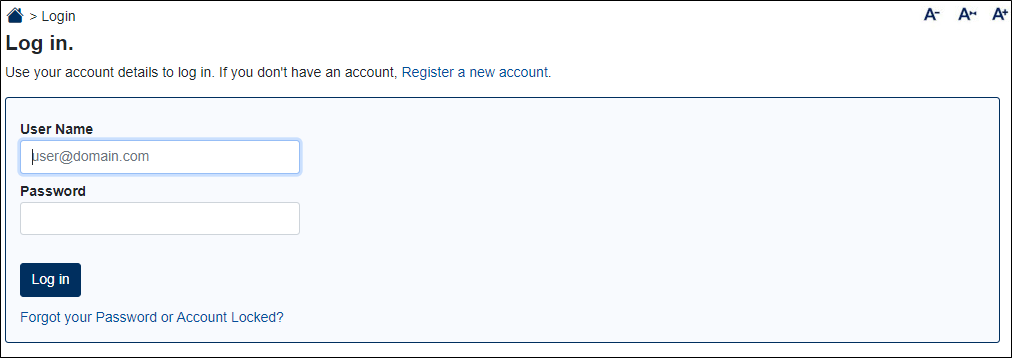 > Login
A- A↔ A+
Log in.
Use your account details to log in. If you don't have an account, Register a new account.
User Name
user@domain.com
Password
Log in
Forgot your Password or Account Locked?